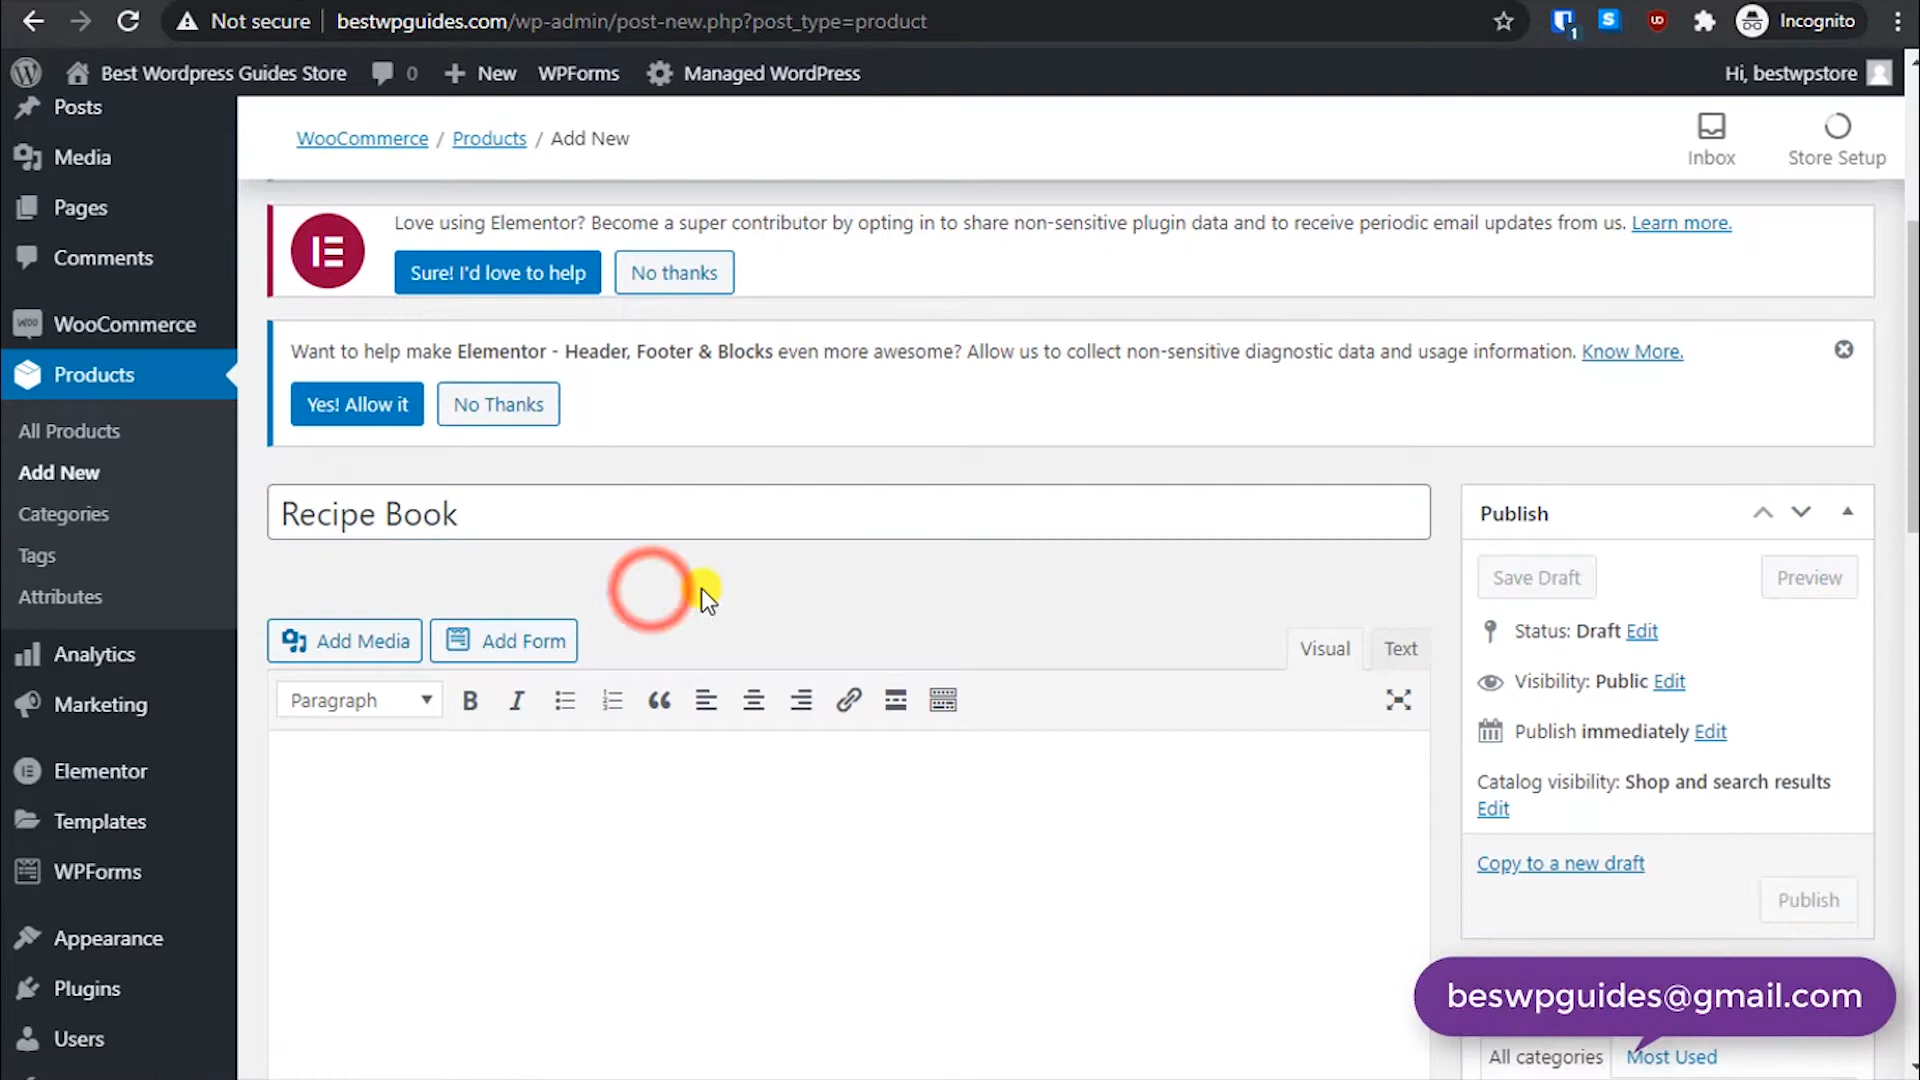 Not secure bestwpguides.com/wp-admin/post-new.php?post_type=product
1
S
UO
Incognito
Best Wordpress Guides Store 0 New WPForms Managed WordPress
Hi, bestwpstore
Posts
Media
Pages
Comments
woo WooCommerce
Products
All Products
Add New
Categories
Tags
Attributes
Analytics
Marketing
Elementor
Templates
WPForms
Appearance
Plugins
Users
WooCommerce / Products / Add New
Inbox
Store Setup
Love using Elementor? Become a super contributor by opting in to share non-sensitive plugin data and to receive periodic email updates from us. Learn more.
Sure! I'd love to help No thanks
Want to help make Elementor - Header, Footer & Blocks even more awesome? Allow us to collect non-sensitive diagnostic data and usage information. Know More.
Yes! Allow it No Thanks
Recipe Book
Add Media Add Form
Visual Text
Paragraph B I
Publish
Save Draft Preview
Status: Draft Edit
Visibility: Public Edit
Publish immediately Edit
Catalog visibility: Shop and search results
Edit
Copy to a new draft
Publish
beswpguides@gmail.com
All categories Most Used